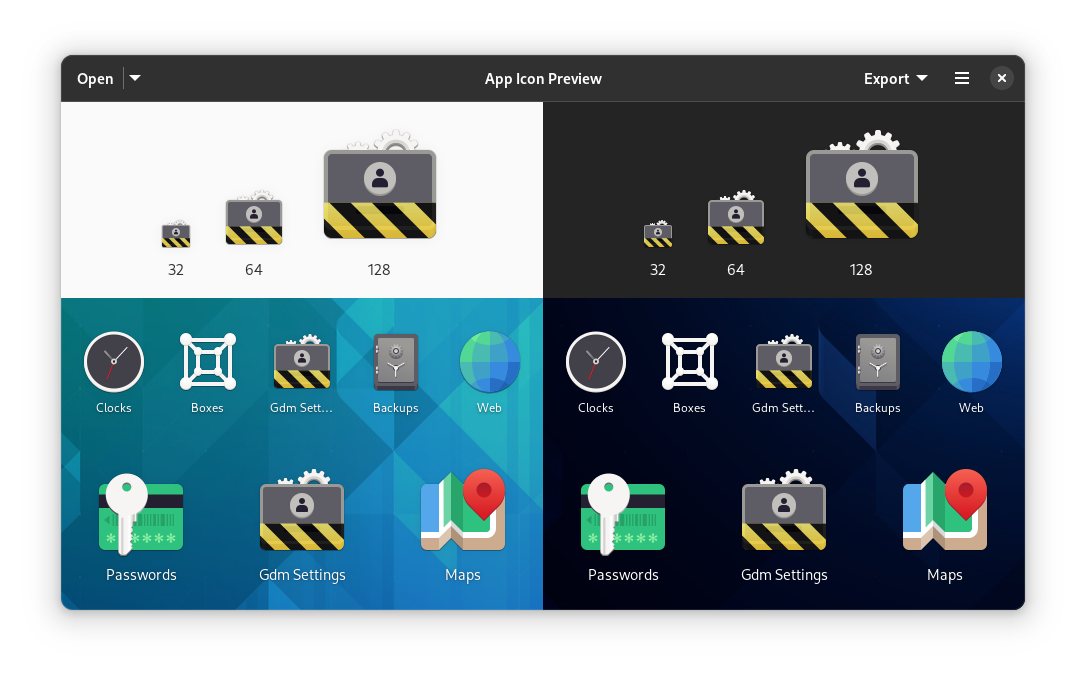 Open
App Icon Preview
Export
32
64
128
32
64
128
Clocks
Boxes
Gdm Sett…
Backups
Web
Clocks
Boxes
Gdm Sett…
Backups
Web
Passwords
Gdm Settings
Maps
Passwords
Gdm Settings
Maps